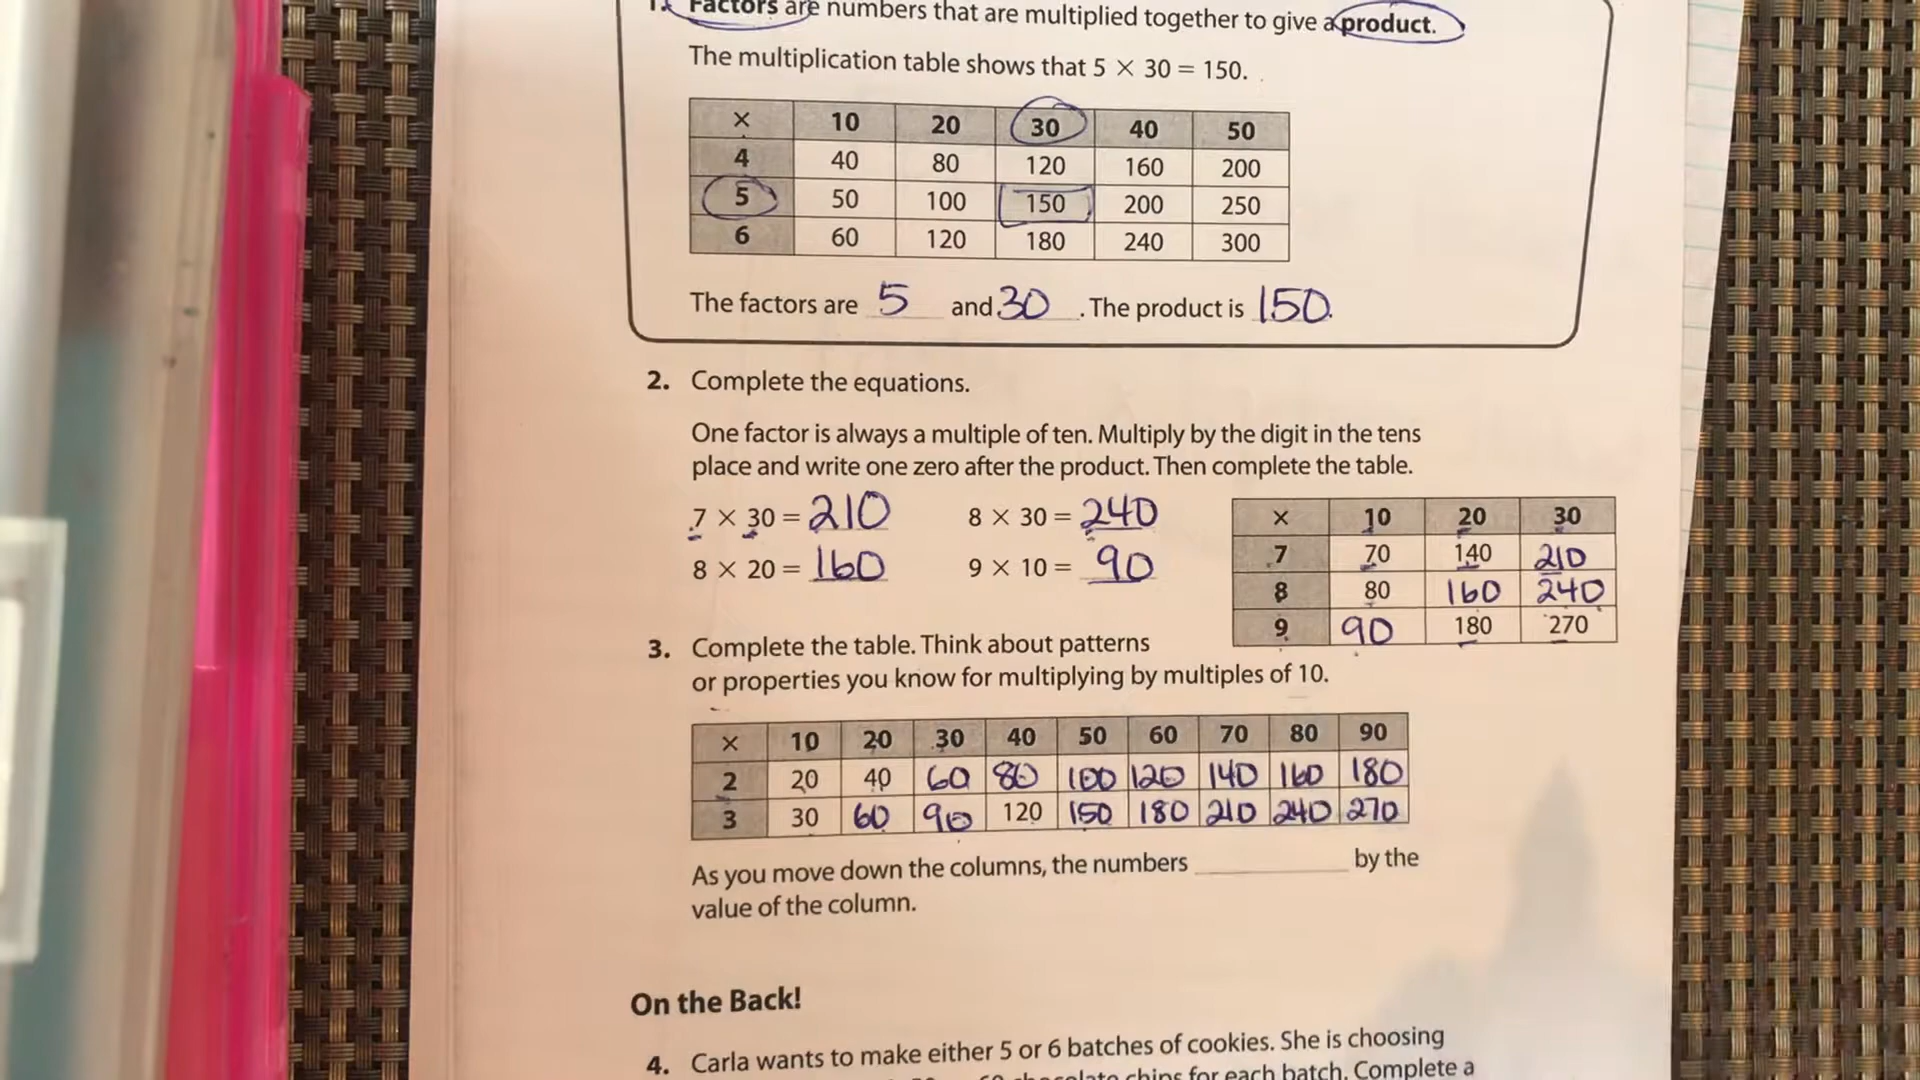 1. Factors are numbers that are multiplied together to give a product.
The multiplication table shows that 5 × 30 = 150.
× 10 20 30 40 50
4 40 80 120 160 200
5 50 100 150 200 250
6 60 120 180 240 300
The factors are 5 and 30. The product is 150.
2. Complete the equations.
One factor is always a multiple of ten. Multiply by the digit in the tens
place and write one zero after the product. Then complete the table.
7 × 30 = 210 8 × 30 = 240
8 × 20 = 160 9 × 10 = 90
× 10 20 30
7 70 140 210
8 80 160 240
9 90 180 270
3. Complete the table. Think about patterns
or properties you know for multiplying by multiples of 10.
× 10 20 30 40 50 60 70 80 90
2 20 40 60 80 100 120 140 160 180
3 30 60 90 120 150 180 210 240 270
As you move down the columns, the numbers ____________ by the
value of the column.
On the Back!
4. Carla wants to make either 5 or 6 batches of cookies. She is choosing
chocolate chips for each batch. Complete a